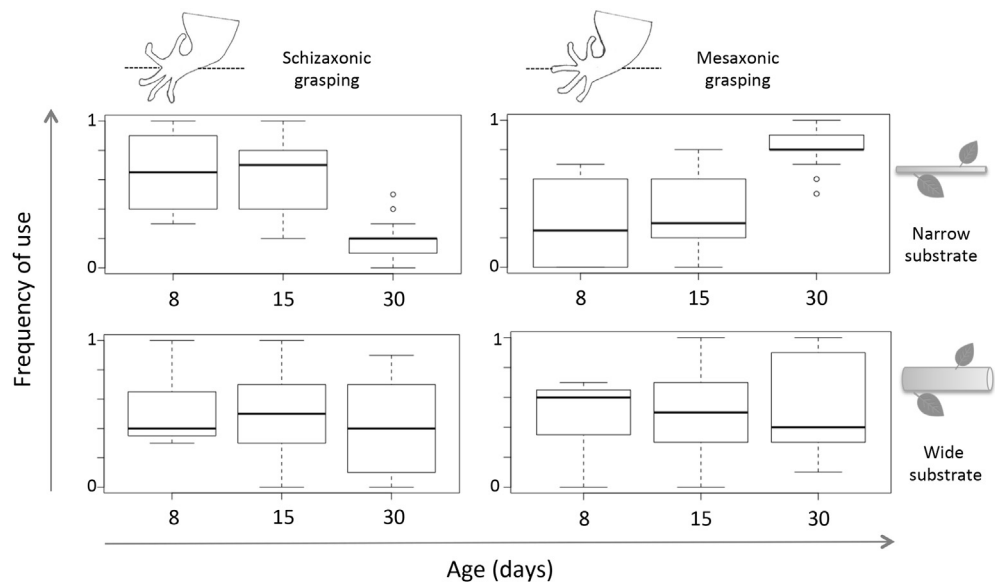 Schizaxonic
grasping
Mesaxonic
grasping
1
0
8 15 30
1
0
8 15 30
Narrow
substrate
1
0
8 15 30
1
0
8 15 30
Wide
substrate
Frequency of use
Age (days)